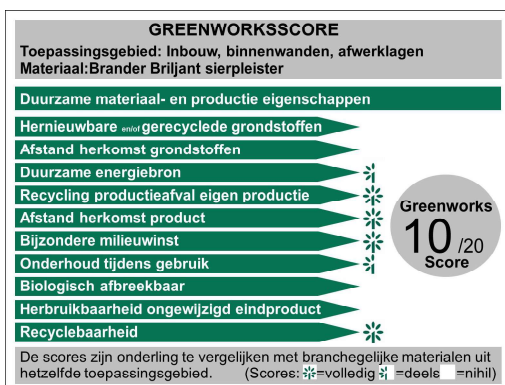 GREENWORKSSCORE
Toepassingsgebied: Inbouw, binnenwanden, afwerklagen
Materiaal:Brander Briljant sierpleister
Duurzame materiaal- en productie eigenschappen
Hernieuwbare en/of gerecyclede grondstoffen
Afstand herkomst grondstoffen
Duurzame energiebron
Recycling productieafval eigen productie
Afstand herkomst product
Bijzondere milieuwinst
Onderhoud tijdens gebruik
Biologisch afbreekbaar
Herbruikbaarheid ongewijzigd eindproduct
Recyclebaarheid
Greenworks
10 /20
Score
De scores zijn onderling te vergelijken met branchegelijke materialen uit
hetzelfde toepassingsgebied. (Scores: =volledig =deels =nihil)